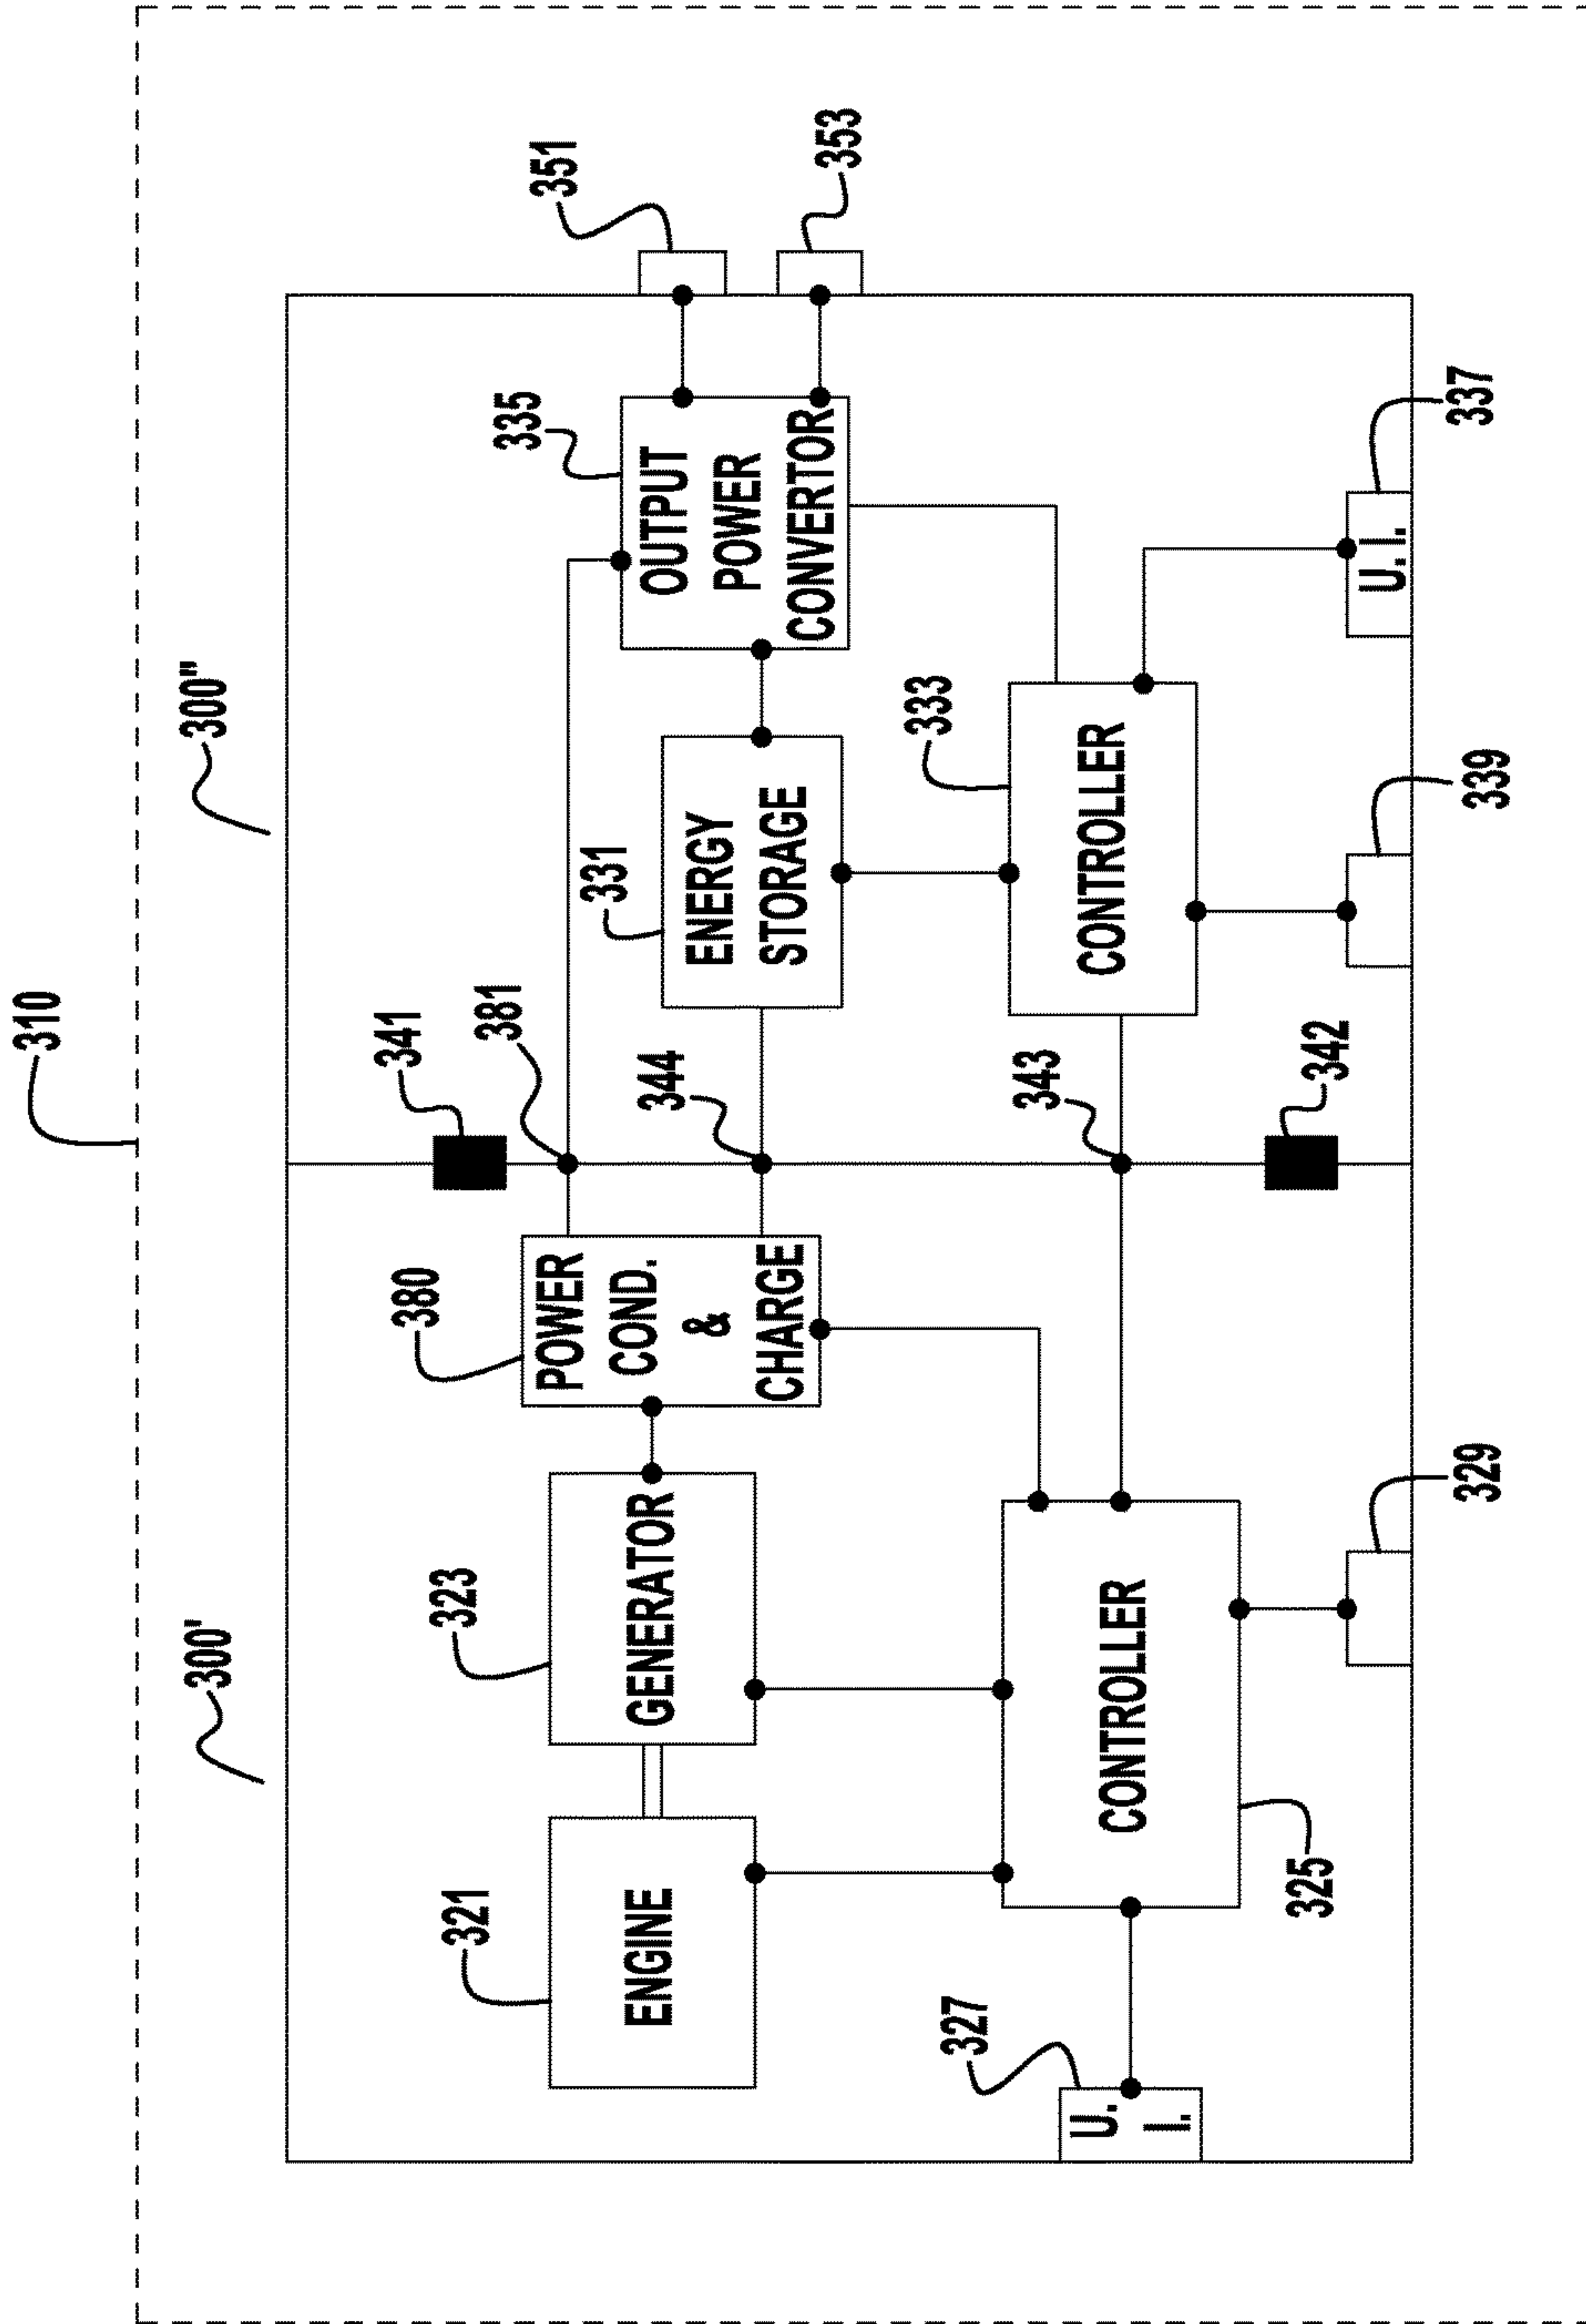 310
300'
300"
341
381
344
343
342
380
POWER
COND.
&
CHARGE
323
GENERATOR
321
ENGINE
327
U.
I.
CONTROLLER
325
329
331
ENERGY
STORAGE
335
OUTPUT
POWER
CONVERTOR
351
353
333
CONTROLLER
339
337
U. I.